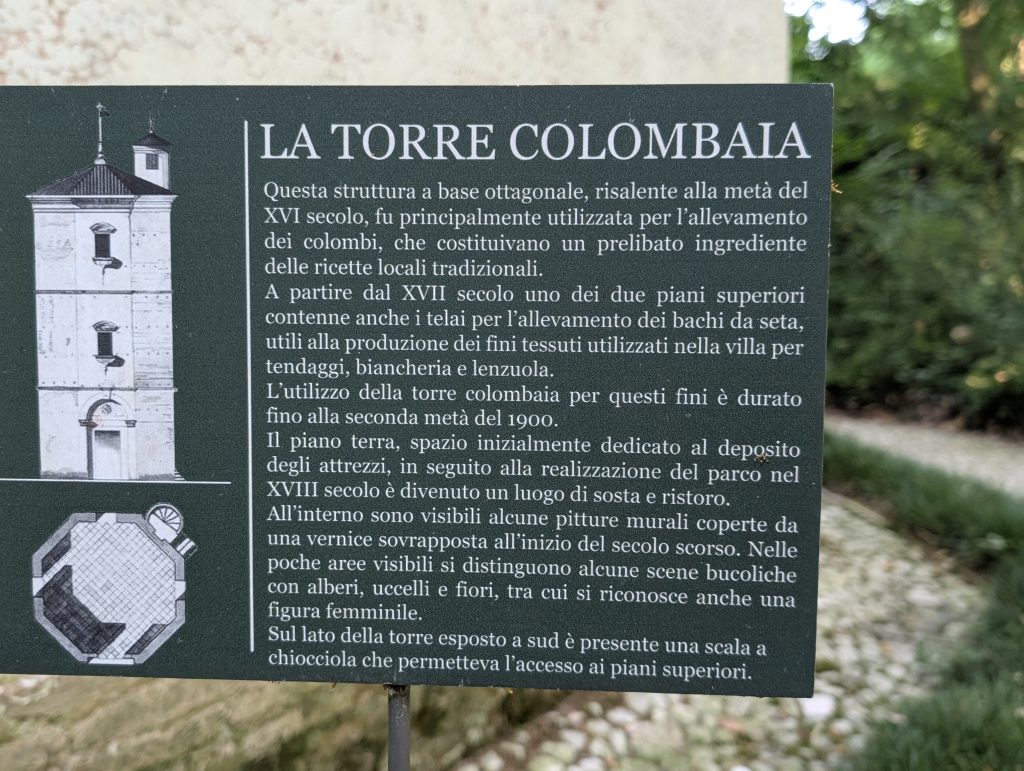 LA TORRE COLOMBAIA
Questa struttura a base ottagonale, risalente alla metà del
XVI secolo, fu principalmente utilizzata per l'allevamento
dei colombi, che costituivano un prelibato ingrediente
delle ricette locali tradizionali.
A partire dal XVII secolo uno dei due piani superiori
contenne anche i telai per l'allevamento dei bachi da seta,
utili alla produzione dei fini tessuti utilizzati nella villa per
tendaggi, biancheria e lenzuola.
L'utilizzo della torre colombaia per questi fini è durato
fino alla seconda metà del 1900.
Il piano terra, spazio inizialmente dedicato al deposito
degli attrezzi, in seguito alla realizzazione del parco nel
XVIII secolo è divenuto un luogo di sosta e ristoro.
All'interno sono visibili alcune pitture murali coperte da
una vernice sovrapposta all'inizio del secolo scorso. Nelle
poche aree visibili si distinguono alcune scene bucoliche
con alberi, uccelli e fiori, tra cui si riconosce anche una
figura femminile.
Sul lato della torre esposto a sud è presente una scala a
chiocciola che permetteva l'accesso ai piani superiori.